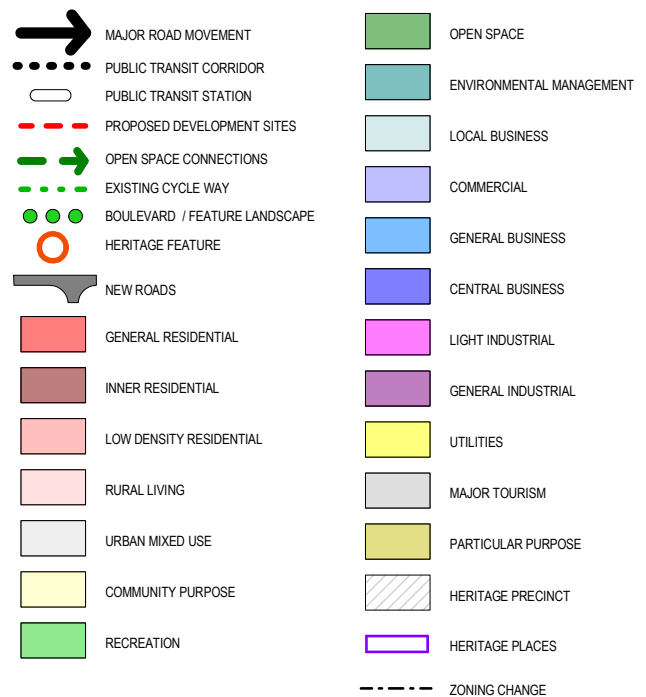 MAJOR ROAD MOVEMENT
PUBLIC TRANSIT CORRIDOR
PUBLIC TRANSIT STATION
PROPOSED DEVELOPMENT SITES
OPEN SPACE CONNECTIONS
EXISTING CYCLE WAY
BOULEVARD / FEATURE LANDSCAPE
HERITAGE FEATURE
NEW ROADS
GENERAL RESIDENTIAL
INNER RESIDENTIAL
LOW DENSITY RESIDENTIAL
RURAL LIVING
URBAN MIXED USE
COMMUNITY PURPOSE
RECREATION
OPEN SPACE
ENVIRONMENTAL MANAGEMENT
LOCAL BUSINESS
COMMERCIAL
GENERAL BUSINESS
CENTRAL BUSINESS
LIGHT INDUSTRIAL
GENERAL INDUSTRIAL
UTILITIES
MAJOR TOURISM
PARTICULAR PURPOSE
HERITAGE PRECINCT
HERITAGE PLACES
ZONING CHANGE